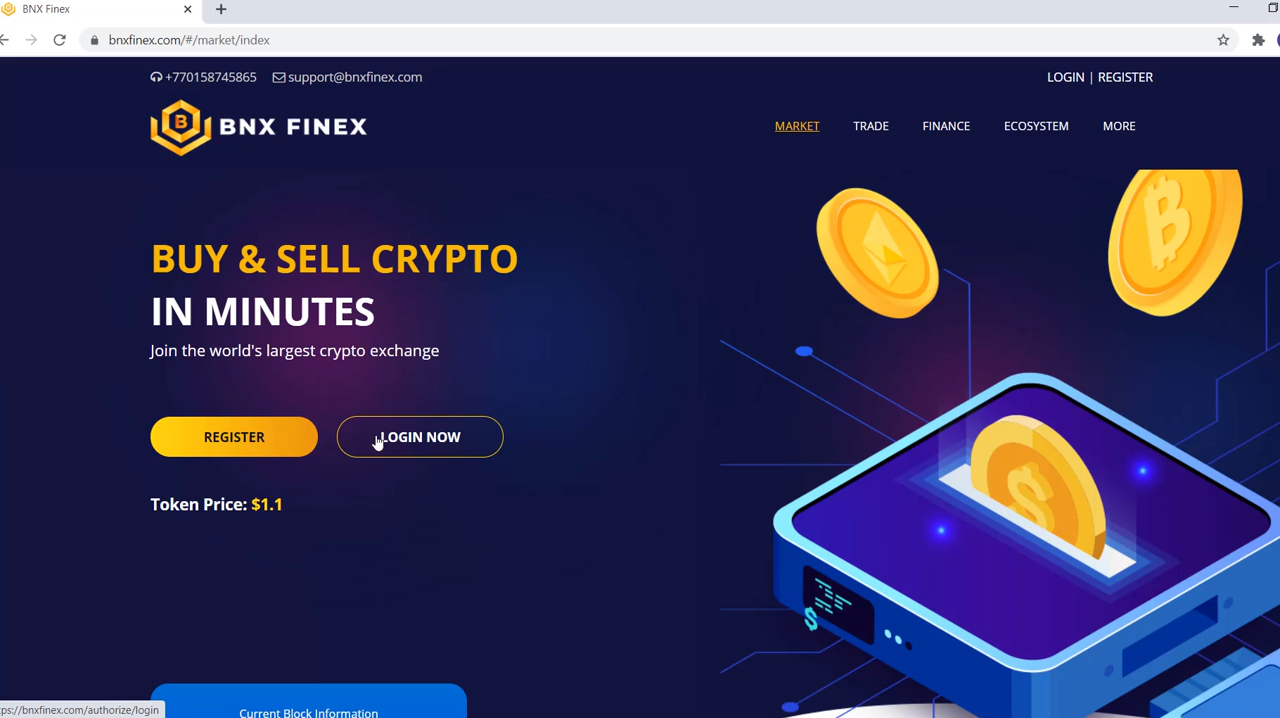 BNX Finex
bnxfinex.com/#/market/index
+770158745865 support@bnxfinex.com
LOGIN | REGISTER
B BNX FINEX
MARKET TRADE FINANCE ECOSYSTEM MORE
BUY & SELL CRYPTO
IN MINUTES
Join the world's largest crypto exchange
REGISTER LOGIN NOW
Token Price: $1.1
Current Block Information
ps://bnxfinex.com/authorize/login